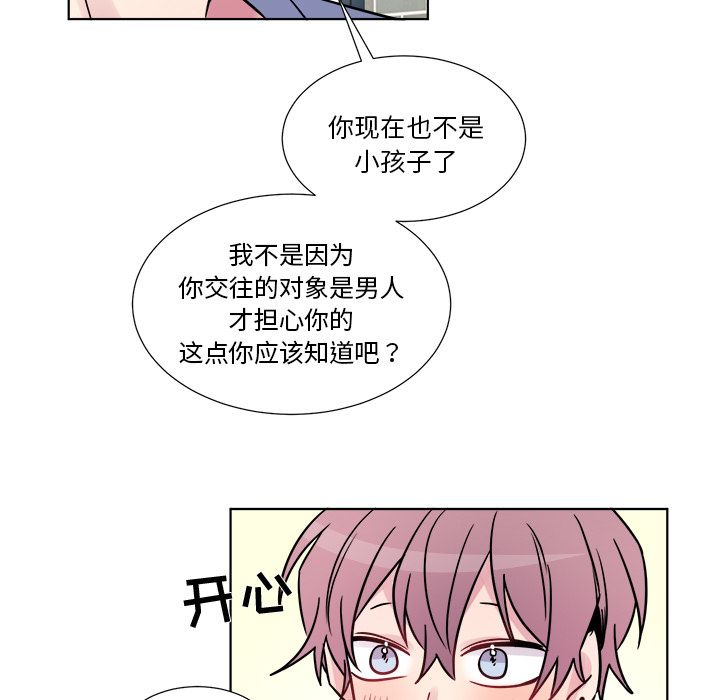 你现在也不是
小孩子了
我不是因为
你交往的对象是男人
才担心你的
这点你应该知道吧？
开心